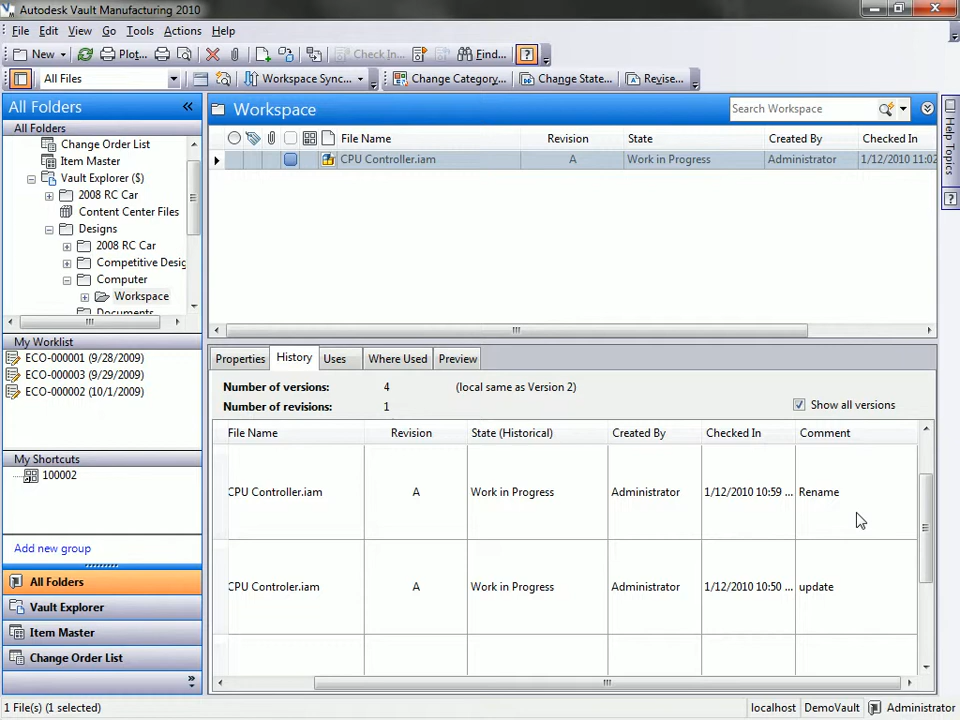 Autodesk Vault Manufacturing 2010
File Edit View Go Tools Actions Help
New Plot... Check In... Find...
All Files Workspace Sync... Change Category... Change State... Revise...
All Folders
All Folders
Change Order List
Item Master
Vault Explorer ($)
2008 RC Car
Content Center Files
Designs
2008 RC Car
Competitive Desig
Computer
Workspace
Documents
My Worklist
ECO-000001 (9/28/2009)
ECO-000003 (9/29/2009)
ECO-000002 (10/1/2009)
My Shortcuts
100002
Add new group
All Folders
Vault Explorer
Item Master
Change Order List
Workspace
Search Workspace
File Name Revision State Created By Checked In
CPU Controller.iam A Work in Progress Administrator 1/12/2010 11:02
Properties History Uses Where Used Preview
Number of versions: 4 (local same as Version 2)
Number of revisions: 1
Show all versions
File Name Revision State (Historical) Created By Checked In Comment
CPU Controller.iam A Work in Progress Administrator 1/12/2010 10:59 ... Rename
CPU Controler.iam A Work in Progress Administrator 1/12/2010 10:50 ... update
Help Topics
1 File(s) (1 selected) localhost DemoVault Administrator